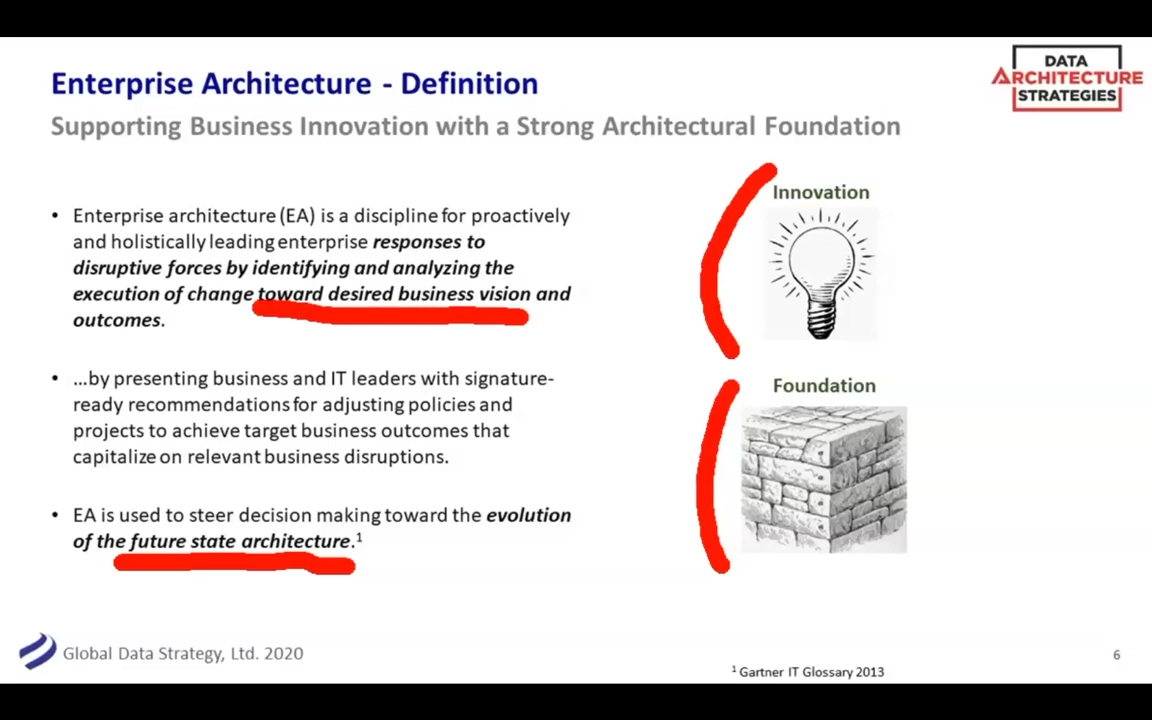 Enterprise Architecture - Definition
Supporting Business Innovation with a Strong Architectural Foundation
DATA
ARCHITECTURE
STRATEGIES
• Enterprise architecture (EA) is a discipline for proactively
and holistically leading enterprise responses to
disruptive forces by identifying and analyzing the
execution of change toward desired business vision and
outcomes.
• …by presenting business and IT leaders with signature-
ready recommendations for adjusting policies and
projects to achieve target business outcomes that
capitalize on relevant business disruptions.
• EA is used to steer decision making toward the evolution
of the future state architecture.¹
Innovation
Foundation
Global Data Strategy, Ltd. 2020
¹ Gartner IT Glossary 2013
6